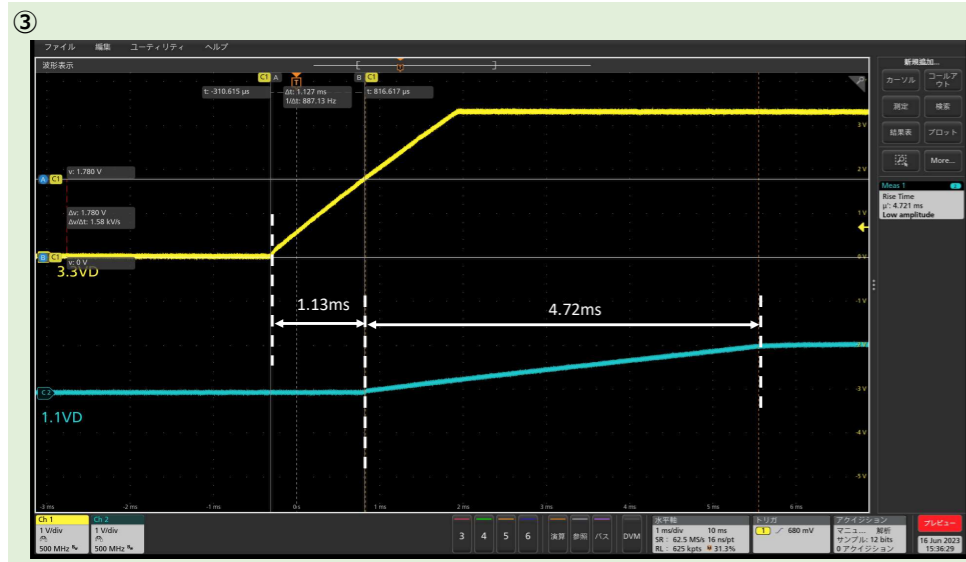 ③
ファイル 編集 ユーティリティ ヘルプ
波形表示
新規追加...
カーソル
コールア
ウト
測定
検索
結果表
プロット
More...
Meas 1 2
Rise Time
µ': 4.721 ms
Low amplitude
C1 A
T
B C1
t: -310.615 µs
Δt: 1.127 ms
1/Δt: 887.13 Hz
t: 816.617 µs
3 V
A C1
v: 1.780 V
2 V
Δv: 1.780 V
Δv/Δt: 1.58 kV/s
1 V
B C1
v: 0 V
0 V
3.3VD
-1 V
1.13ms
4.72ms
C2
-3 V
1.1VD
-4 V
-5 V
-3 ms -2 ms -1 ms 0 s 1 ms 2 ms 3 ms 4 ms 5 ms 6 ms
Ch 1
1 V/div
500 MHz
Ch 2
1 V/div
500 MHz
3 4 5 6 演算 参照 バス DVM
水平軸
1 ms/div 10 ms
SR : 62.5 MS/s 16 ns/pt
RL : 625 kpts 31.3%
トリガ
1 680 mV
アクイジション
マニュ... 解析
サンプル: 12 bits
0 アクイジション
プレビュー
16 Jun 2023
15:36:29